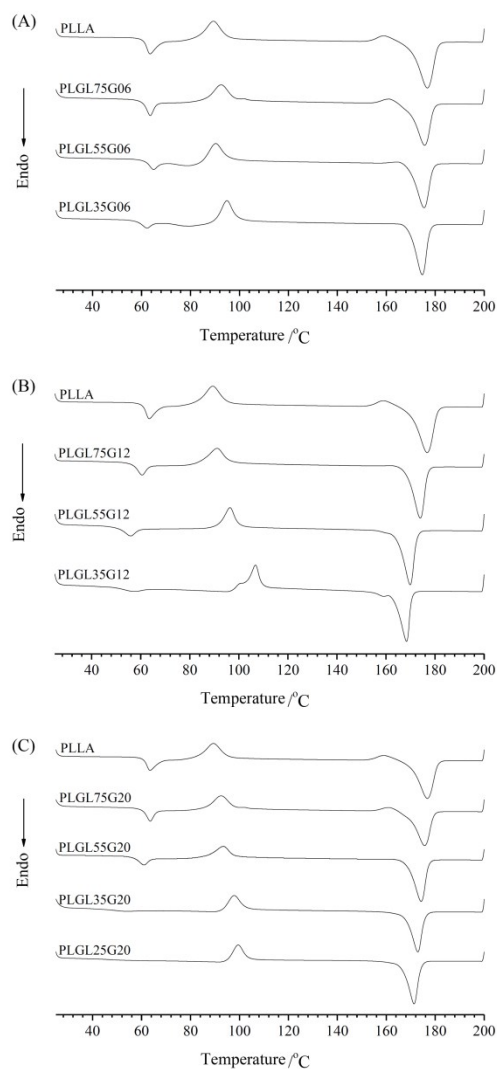 (A)
PLLA
PLGL75G06
PLGL55G06
PLGL35G06
Endo
40 60 80 100 120 140 160 180 200
Temperature /°C
(B)
PLLA
PLGL75G12
PLGL55G12
PLGL35G12
Endo
40 60 80 100 120 140 160 180 200
Temperature /°C
(C)
PLLA
PLGL75G20
PLGL55G20
PLGL35G20
PLGL25G20
Endo
40 60 80 100 120 140 160 180 200
Temperature /°C